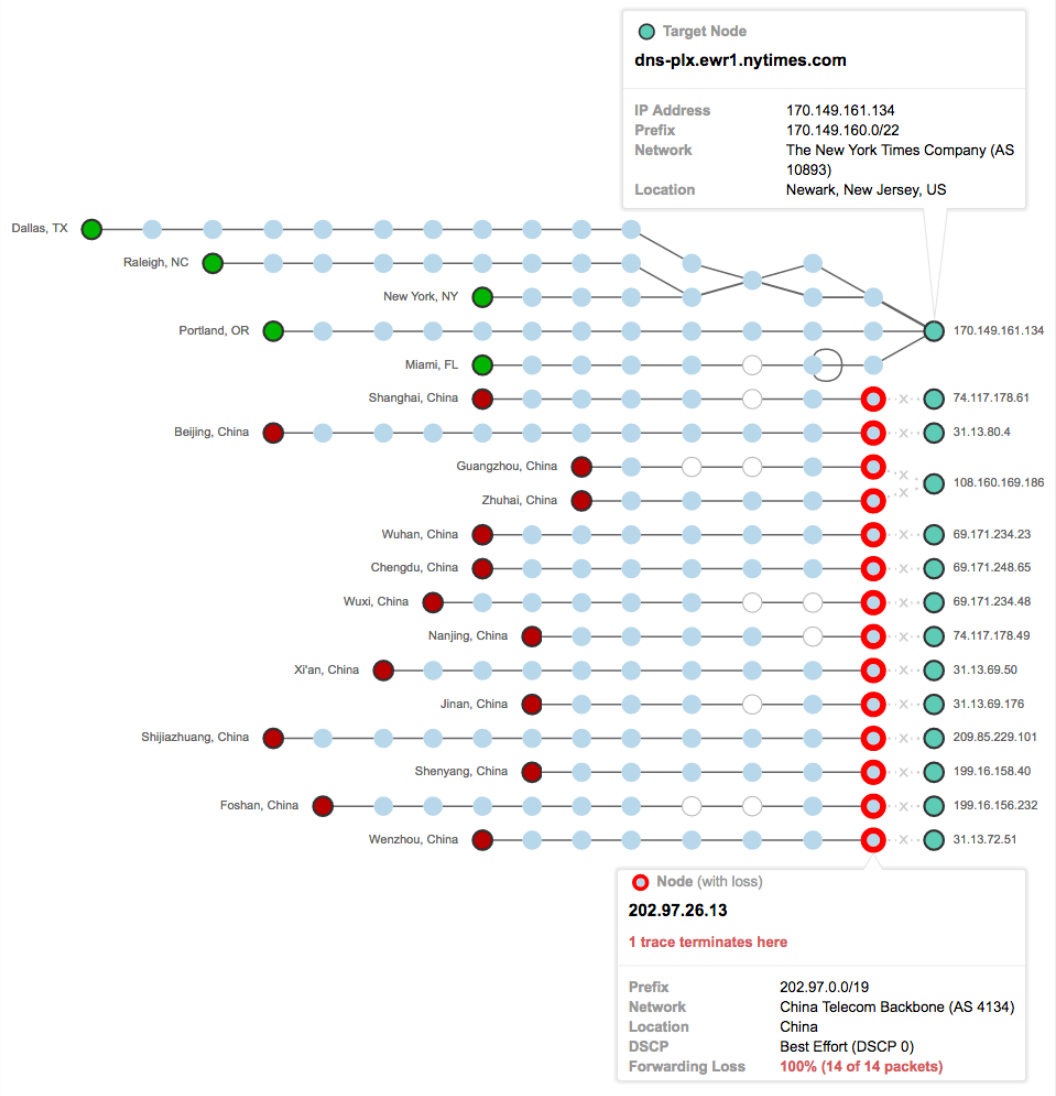 Target Node
dns-plx.ewr1.nytimes.com
IP Address 170.149.161.134
Prefix 170.149.160.0/22
Network The New York Times Company (AS
10893)
Location Newark, New Jersey, US
Dallas, TX
Raleigh, NC
New York, NY
Portland, OR 170.149.161.134
Miami, FL
Shanghai, China x 74.117.178.61
Beijing, China x 31.13.80.4
Guangzhou, China x
108.160.169.186
Zhuhai, China x
Wuhan, China x 69.171.234.23
Chengdu, China x 69.171.248.65
Wuxi, China x 69.171.234.48
Nanjing, China x 74.117.178.49
Xi'an, China x 31.13.69.50
Jinan, China x 31.13.69.176
Shijiazhuang, China x 209.85.229.101
Shenyang, China x 199.16.158.40
Foshan, China x 199.16.156.232
Wenzhou, China x 31.13.72.51
Node (with loss)
202.97.26.13
1 trace terminates here
Prefix 202.97.0.0/19
Network China Telecom Backbone (AS 4134)
Location China
DSCP Best Effort (DSCP 0)
Forwarding Loss 100% (14 of 14 packets)